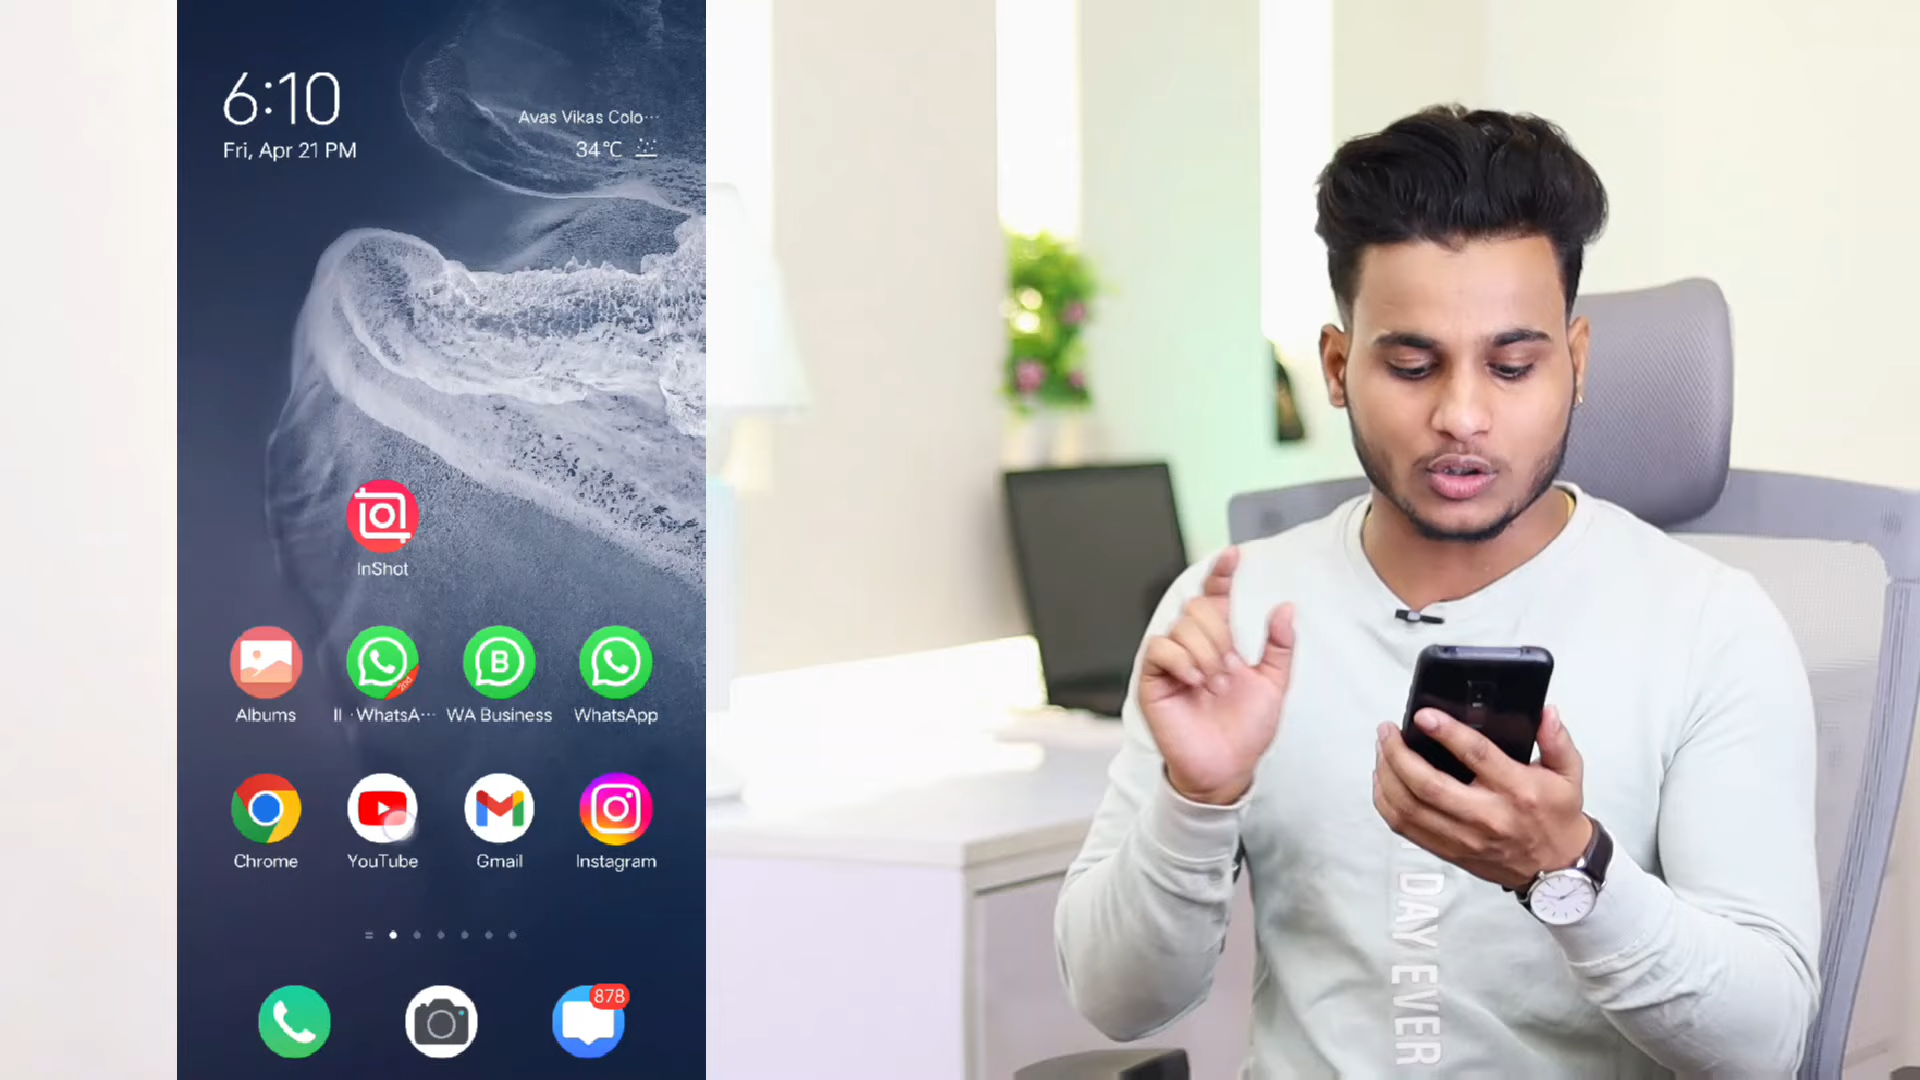 6:10
Fri, Apr 21 PM
Avas Vikas Colo···
34℃
InShot
Albums
II ·WhatsA···
WA Business
WhatsApp
B
Chrome
YouTube
Gmail
Instagram
878
DAY EVER